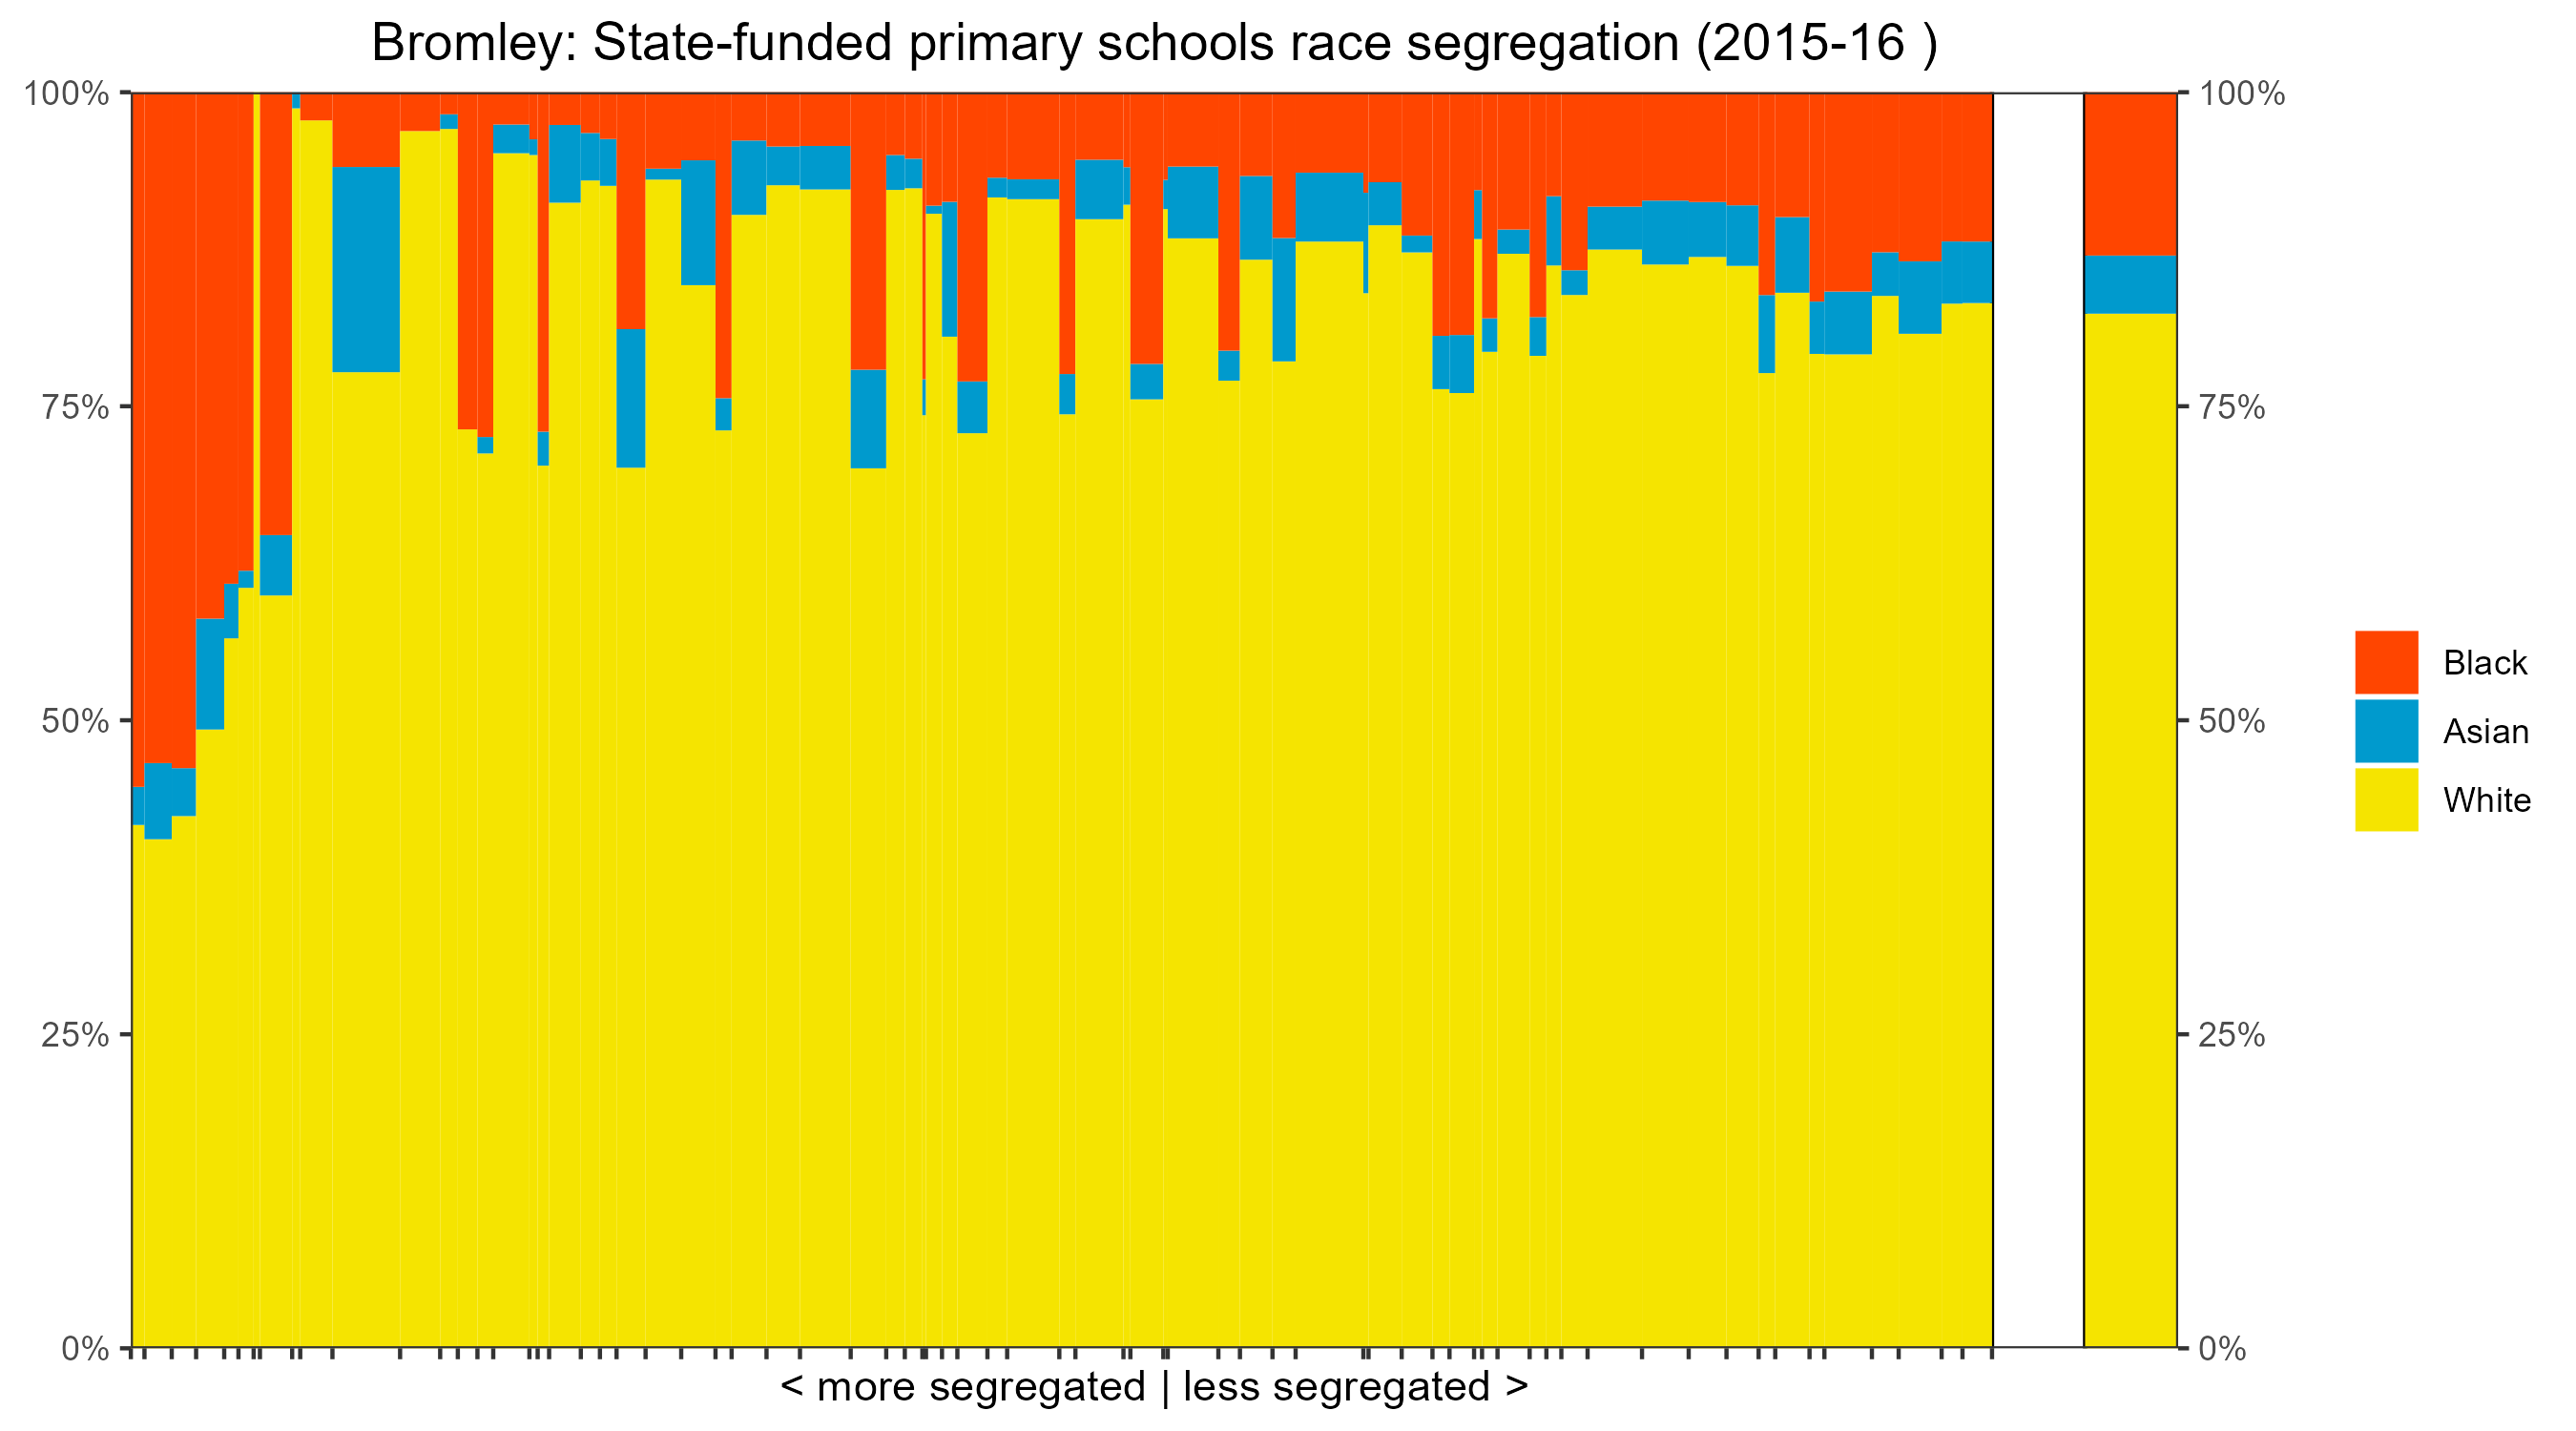 Bromley: State-funded primary schools race segregation (2015-16 )
100%
75%
50%
25%
0%
100%
75%
50%
25%
0%
Black
Asian
White
< more segregated | less segregated >